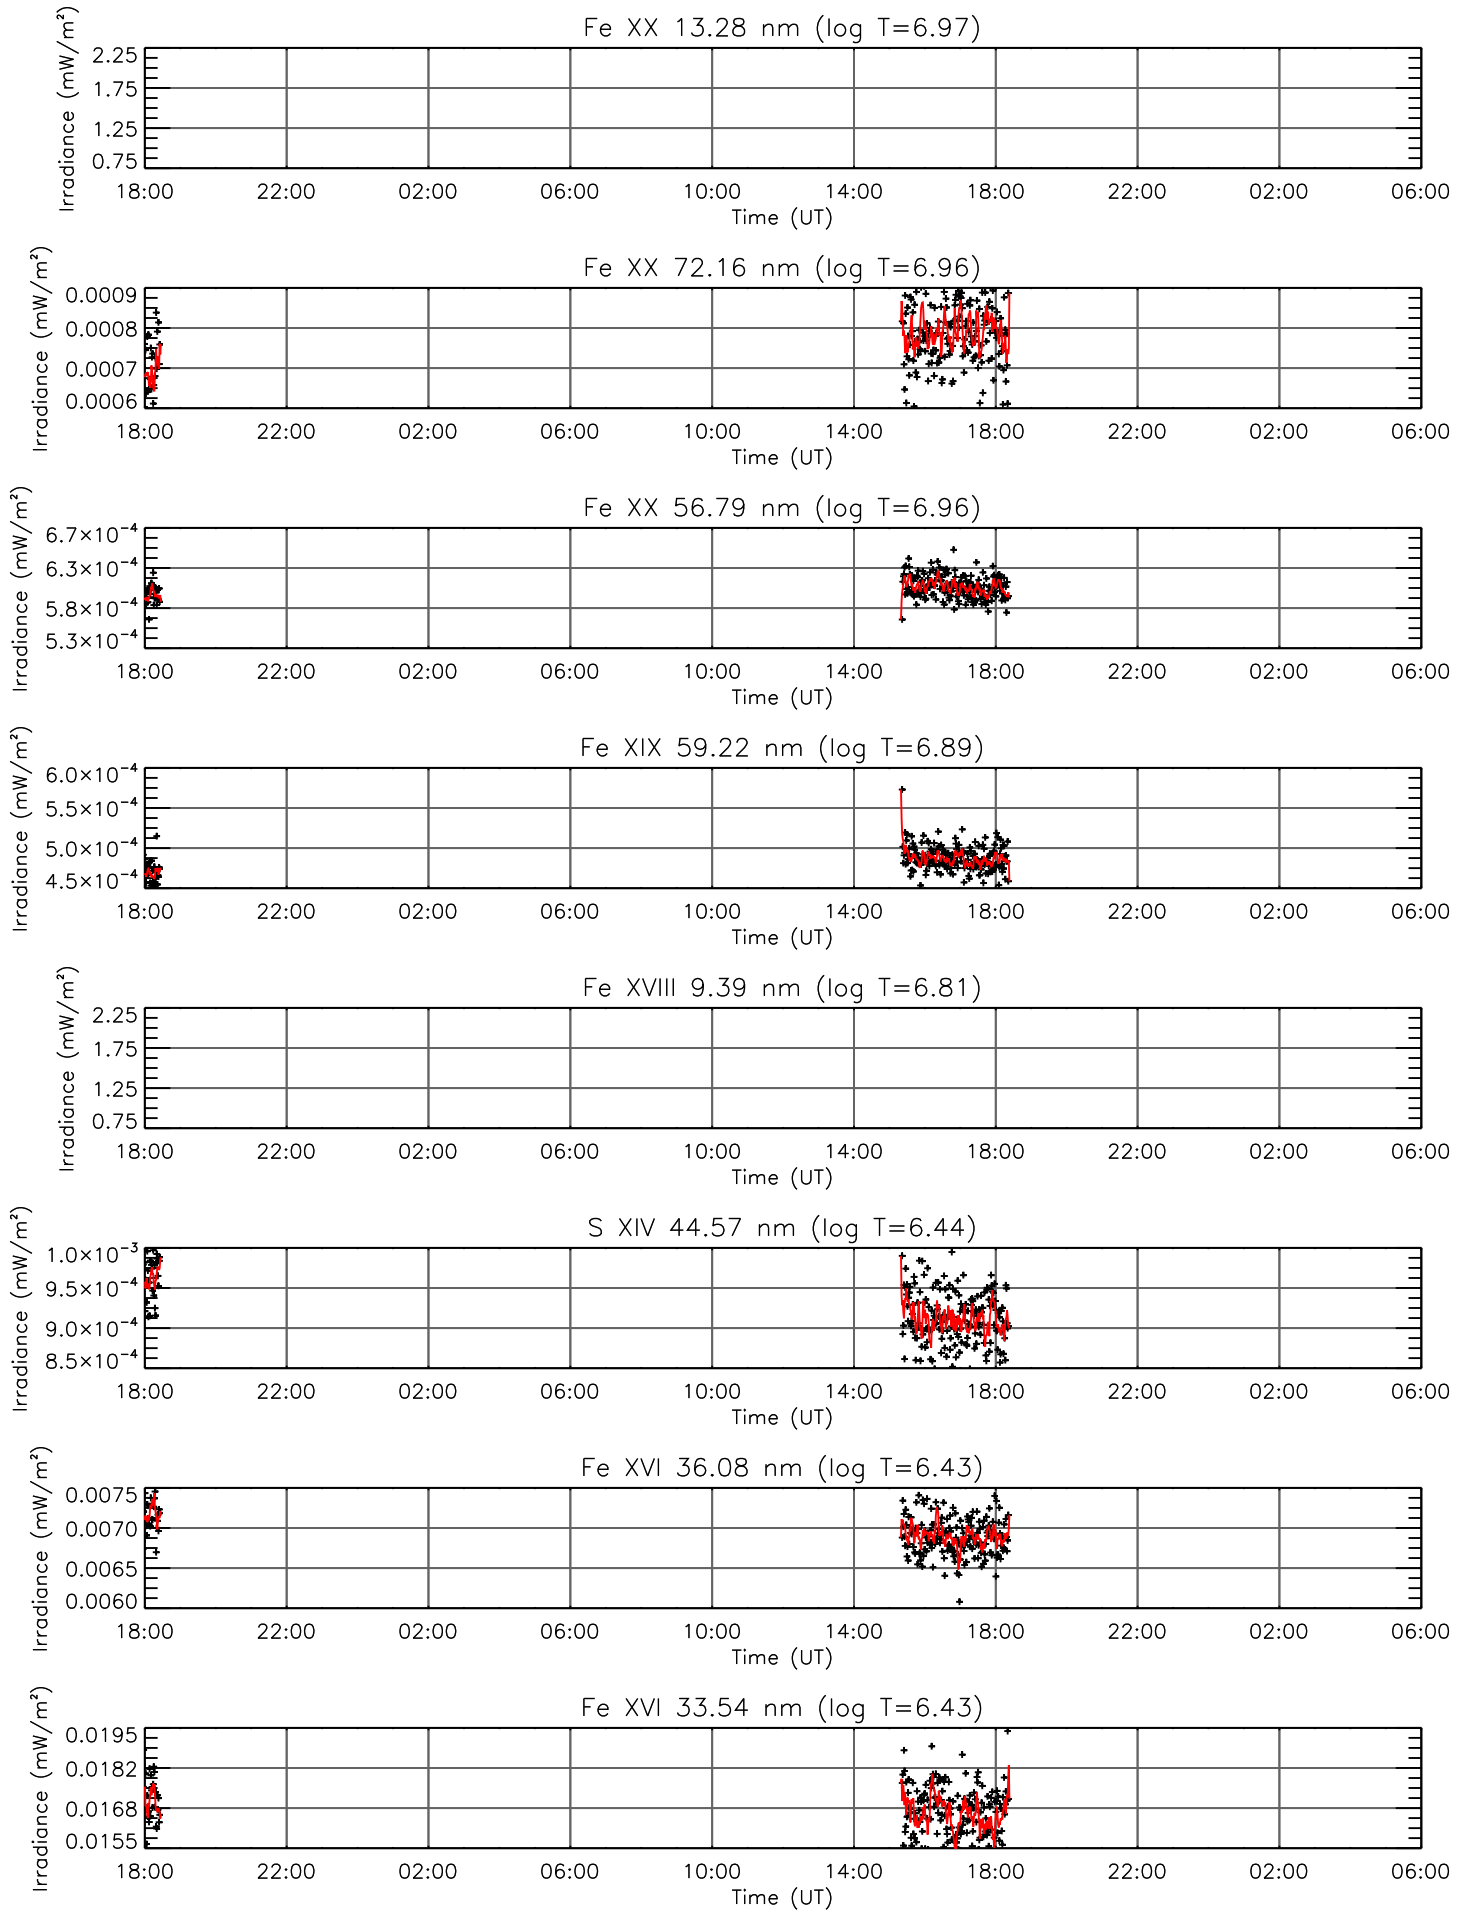 Fe XX 13.28 nm (log T=6.97)
Irradiance (mW/m²)
2.25
1.75
1.25
0.75
18:00 22:00 02:00 06:00 10:00 14:00 18:00 22:00 02:00 06:00
Time (UT)
Fe XX 72.16 nm (log T=6.96)
Irradiance (mW/m²)
0.0009
0.0008
0.0007
0.0006
18:00 22:00 02:00 06:00 10:00 14:00 18:00 22:00 02:00 06:00
Time (UT)
Fe XX 56.79 nm (log T=6.96)
Irradiance (mW/m²)
6.7×10⁻⁴
6.3×10⁻⁴
5.8×10⁻⁴
5.3×10⁻⁴
18:00 22:00 02:00 06:00 10:00 14:00 18:00 22:00 02:00 06:00
Time (UT)
Fe XIX 59.22 nm (log T=6.89)
Irradiance (mW/m²)
6.0×10⁻⁴
5.5×10⁻⁴
5.0×10⁻⁴
4.5×10⁻⁴
18:00 22:00 02:00 06:00 10:00 14:00 18:00 22:00 02:00 06:00
Time (UT)
Fe XVIII 9.39 nm (log T=6.81)
Irradiance (mW/m²)
2.25
1.75
1.25
0.75
18:00 22:00 02:00 06:00 10:00 14:00 18:00 22:00 02:00 06:00
Time (UT)
S XIV 44.57 nm (log T=6.44)
Irradiance (mW/m²)
1.0×10⁻³
9.5×10⁻⁴
9.0×10⁻⁴
8.5×10⁻⁴
18:00 22:00 02:00 06:00 10:00 14:00 18:00 22:00 02:00 06:00
Time (UT)
Fe XVI 36.08 nm (log T=6.43)
Irradiance (mW/m²)
0.0075
0.0070
0.0065
0.0060
18:00 22:00 02:00 06:00 10:00 14:00 18:00 22:00 02:00 06:00
Time (UT)
Fe XVI 33.54 nm (log T=6.43)
Irradiance (mW/m²)
0.0195
0.0182
0.0168
0.0155
18:00 22:00 02:00 06:00 10:00 14:00 18:00 22:00 02:00 06:00
Time (UT)